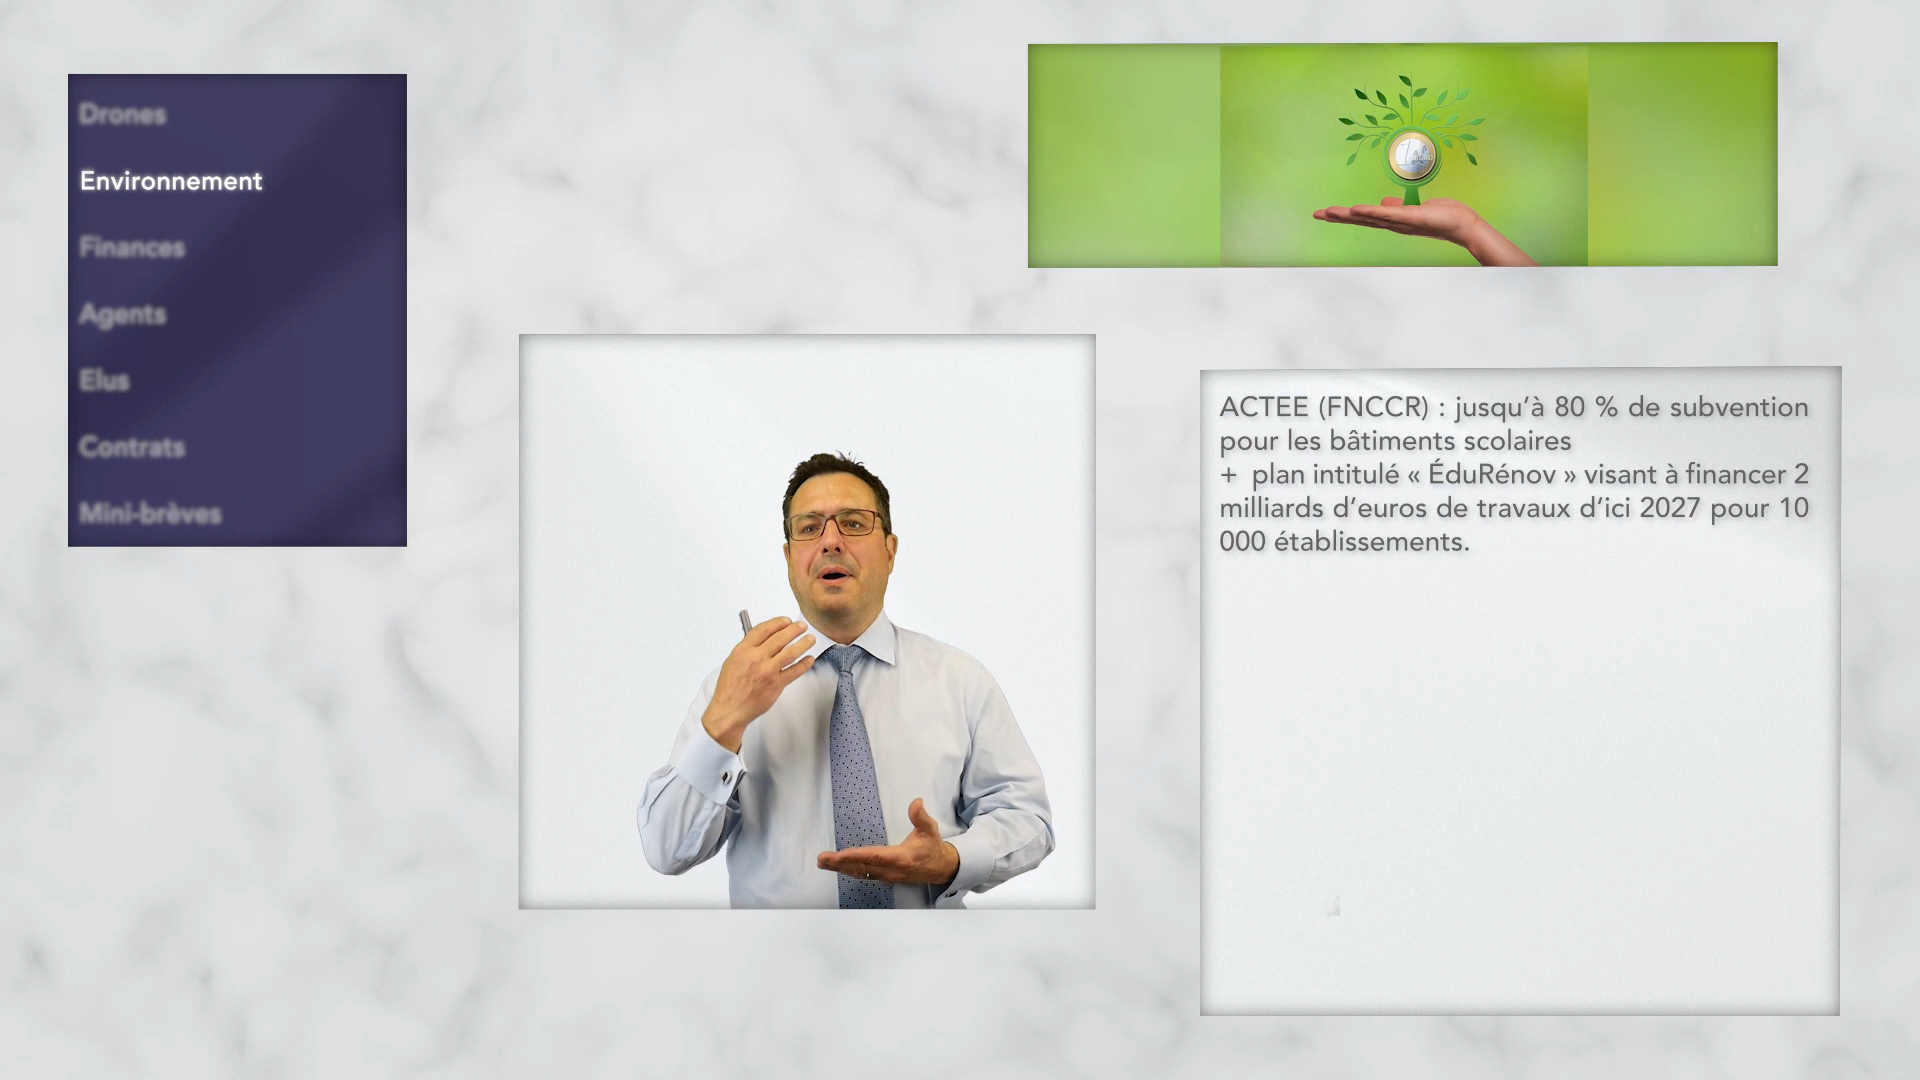 Drones
Environnement
Finances
Agents
Elus
Contrats
Mini-brèves
ACTEE (FNCCR) : jusqu’à 80 % de subvention
pour les bâtiments scolaires
+ plan intitulé « ÉduRénov » visant à financer 2
milliards d’euros de travaux d’ici 2027 pour 10
000 établissements.